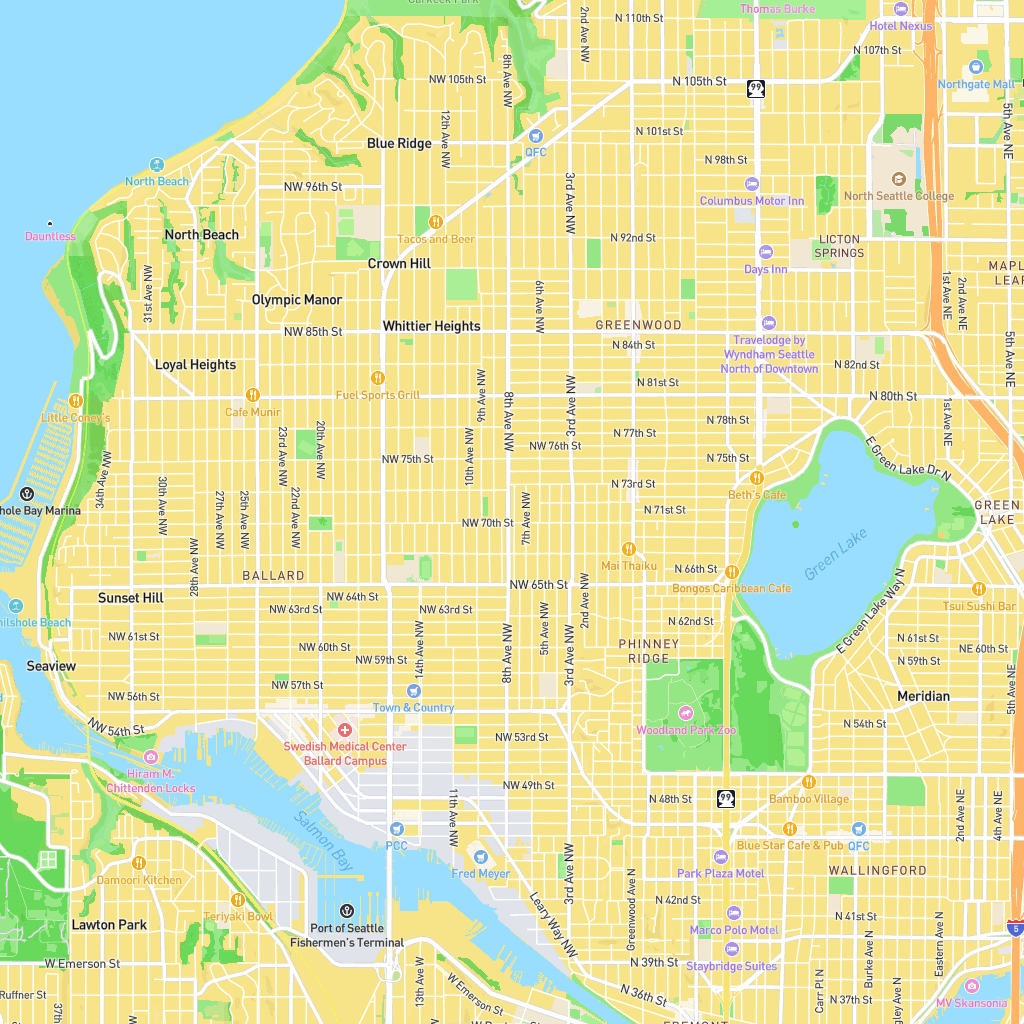 Carkeek Park
N 110th St
Thomas Burke
Hotel Nexus
2nd Ave NW
3rd Ave NW
8th Ave NW
N 107th St
NW 105th St
N 105th St
99
Northgate Mall
5th Ave NE
12th Ave NW
Blue Ridge
QFC
N 101st St
N 98th St
North Beach
NW 96th St
3rd Ave NW
Columbus Motor Inn
North Seattle College
Dauntless
North Beach
Tacos and Beer
N 92nd St
LICTON
SPRINGS
Crown Hill
Days Inn
31st Ave NW
Olympic Manor
6th Ave NW
1st Ave NE
2nd Ave NE
NW 85th St
Whittier Heights
GREENWOOD
Travelodge by
Wyndham Seattle
North of Downtown
N 84th St
Loyal Heights
N 82nd St
5th Ave NE
N 81st St
Little Coney's
Cafe Munir
Fuel Sports Grill
9th Ave NW
8th Ave NW
3rd Ave NW
N 80th St
1st Ave NE
N 78th St
23rd Ave NW
20th Ave NW
10th Ave NW
NW 76th St
N 77th St
E Green Lake Dr N
34th Ave NW
NW 75th St
N 75th St
N 73rd St
Beth's Cafe
30th Ave NW
27th Ave NW
25th Ave NW
22nd Ave NW
7th Ave NW
N 71st St
GREEN
LAKE
NW 70th St
Green Lake
28th Ave NW
Mai Thaiku
N 66th St
BALLARD
NW 65th St
Bongos Caribbean Cafe
2nd Ave NW
Sunset Hill
NW 64th St
Tsui Sushi Bar
NW 63rd St
NW 63rd St
E Green Lake Way N
5th Ave NW
N 62nd St
NW 61st St
N 61st St
14th Ave NW
8th Ave NW
3rd Ave NW
PHINNEY
RIDGE
NW 60th St
NE 60th St
NW 59th St
N 59th St
Seaview
NW 57th St
5th Ave NE
NW 56th St
Meridian
Town & Country
NW 54th St
Woodland Park Zoo
N 54th St
NW 53rd St
Swedish Medical Center
Ballard Campus
Hiram M.
Chittenden Locks
NW 49th St
N 48th St
99
Bamboo Village
11th Ave NW
2nd Ave NE
4th Ave NE
Salmon Bay
PCC
Blue Star Cafe & Pub
QFC
Fred Meyer
Park Plaza Motel
WALLINGFORD
Damoori Kitchen
3rd Ave NW
Greenwood Ave N
N 42nd St
Teriyaki Bowl
Leary Way NW
Marco Polo Motel
N 41st St
Lawton Park
Port of Seattle
Fishermen's Terminal
Burke Ave N
Eastern Ave N
5
W Emerson St
N 39th St
Staybridge Suites
Carr Pl N
13th Ave W
W Emerson St
N 36th St
N 37th St
MV Skansonia
Ruffner St